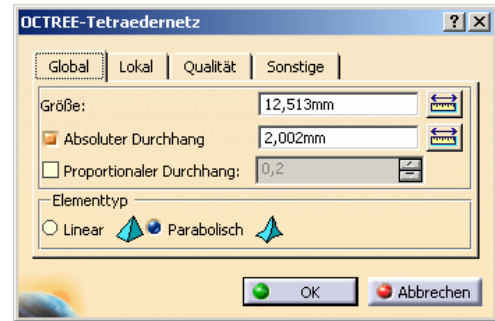 OCTREE-Tetraedernetz
Global Lokal Qualität Sonstige
Größe: 12,513mm
Absoluter Durchhang 2,002mm
Proportionaler Durchhang: 0,2
Elementtyp
Linear Parabolisch
OK Abbrechen